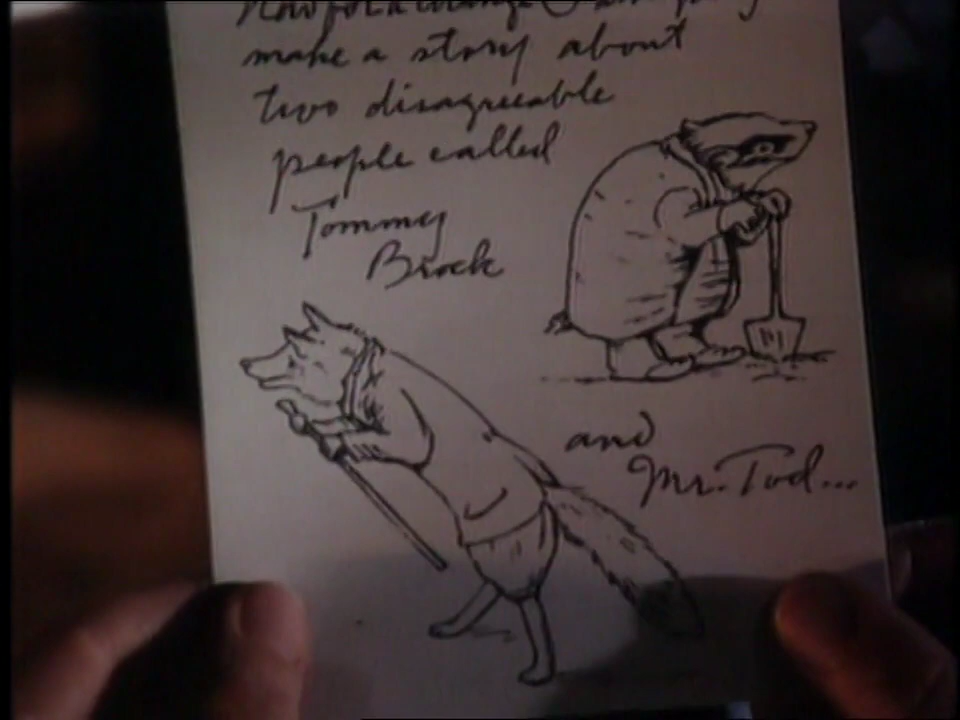 make a story about
two disagreeable
people called
Tommy
Brock
and
Mr. Tod...